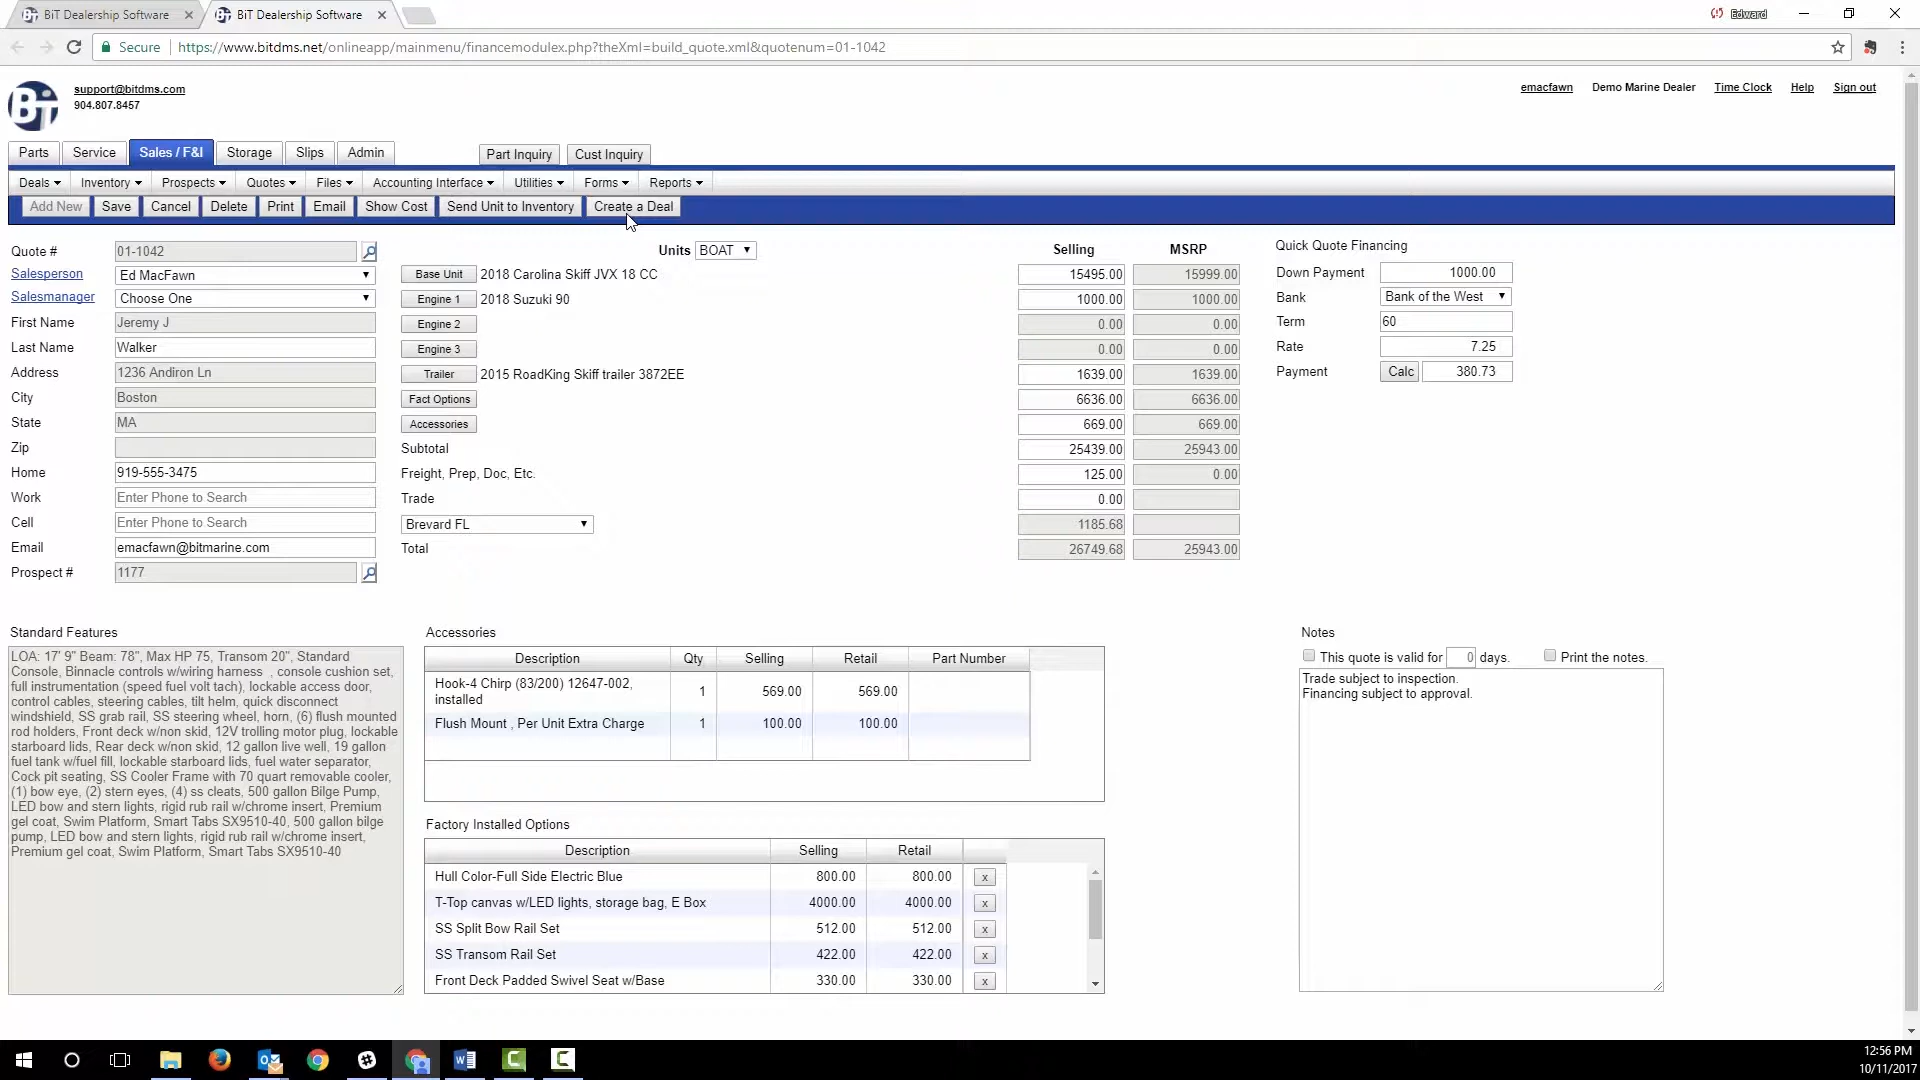 BiT Dealership Software
BiT Dealership Software
Edward
Secure https://www.bitdms.net/onlineapp/mainmenu/financemodulex.php?theXml=build_quote.xml&quotenum=01-1042
BiT
support@bitdms.com
904.807.8457
emacfawn Demo Marine Dealer Time Clock Help Sign out
Parts Service Sales / F&I Storage Slips Admin Part Inquiry Cust Inquiry
Deals Inventory Prospects Quotes Files Accounting Interface Utilities Forms Reports
Add New Save Cancel Delete Print Email Show Cost Send Unit to Inventory Create a Deal
Quote # 01-1042
Salesperson Ed MacFawn
Salesmanager Choose One
First Name Jeremy J
Last Name Walker
Address 1236 Andiron Ln
City Boston
State MA
Zip
Home 919-555-3475
Work Enter Phone to Search
Cell Enter Phone to Search
Email emacfawn@bitmarine.com
Prospect # 1177
Units BOAT Selling MSRP
Base Unit 2018 Carolina Skiff JVX 18 CC 15495.00 15999.00
Engine 1 2018 Suzuki 90 1000.00 1000.00
Engine 2 0.00 0.00
Engine 3 0.00 0.00
Trailer 2015 RoadKing Skiff trailer 3872EE 1639.00 1639.00
Fact Options 6636.00 6636.00
Accessories 669.00 669.00
Subtotal 25439.00 25943.00
Freight, Prep, Doc, Etc. 125.00 0.00
Trade 0.00
Brevard FL 1185.68
Total 26749.68 25943.00
Quick Quote Financing
Down Payment 1000.00
Bank Bank of the West
Term 60
Rate 7.25
Payment Calc 380.73
Standard Features
LOA: 17' 9" Beam: 78", Max HP 75, Transom 20", Standard
Console, Binnacle controls w/wiring harness , console cushion set,
full instrumentation (speed fuel volt tach), lockable access door,
control cables, steering cables, tilt helm, quick disconnect
windshield, SS grab rail, SS steering wheel, horn, (6) flush mounted
rod holders, Front deck w/non skid, 12V trolling motor plug, lockable
starboard lids, Rear deck w/non skid, 12 gallon live well, 19 gallon
fuel tank w/fuel fill, lockable starboard lids, fuel water separator,
Cock pit seating, SS Cooler Frame with 70 quart removable cooler,
(1) bow eye, (2) stern eyes, (4) ss cleats, 500 gallon Bilge Pump,
LED bow and stern lights, rigid rub rail w/chrome insert, Premium
gel coat, Swim Platform, Smart Tabs SX9510-40, 500 gallon bilge
pump, LED bow and stern lights, rigid rub rail w/chrome insert,
Premium gel coat, Swim Platform, Smart Tabs SX9510-40
Accessories
Description Qty Selling Retail Part Number
Hook-4 Chirp (83/200) 12647-002,
installed 1 569.00 569.00
Flush Mount , Per Unit Extra Charge 1 100.00 100.00
Factory Installed Options
Description Selling Retail
Hull Color-Full Side Electric Blue 800.00 800.00 x
T-Top canvas w/LED lights, storage bag, E Box 4000.00 4000.00 x
SS Split Bow Rail Set 512.00 512.00 x
SS Transom Rail Set 422.00 422.00 x
Front Deck Padded Swivel Seat w/Base 330.00 330.00 x
Notes
This quote is valid for 0 days. Print the notes.
Trade subject to inspection.
Financing subject to approval.
12:56 PM
10/11/2017